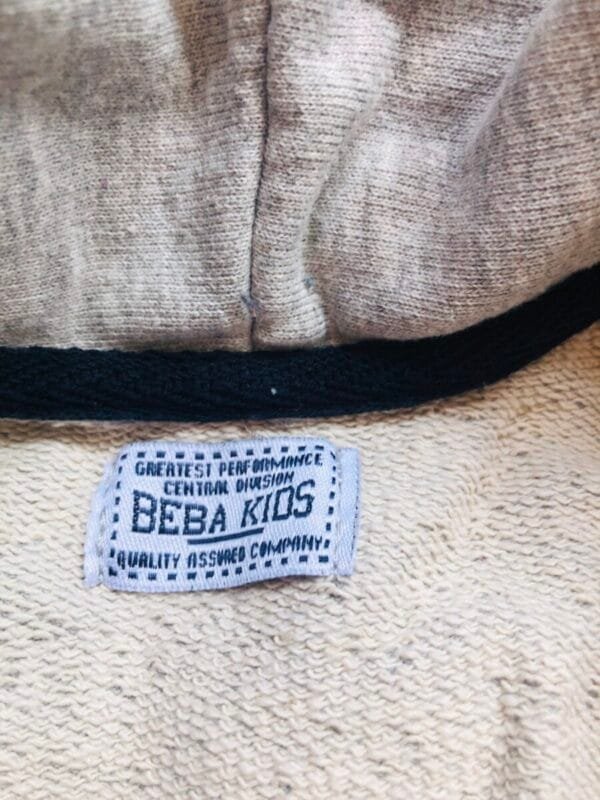 GREATEST PERFORMANCE
CENTRAL DIVISION
BEBA KIDS
QUALITY ASSURED COMPANY